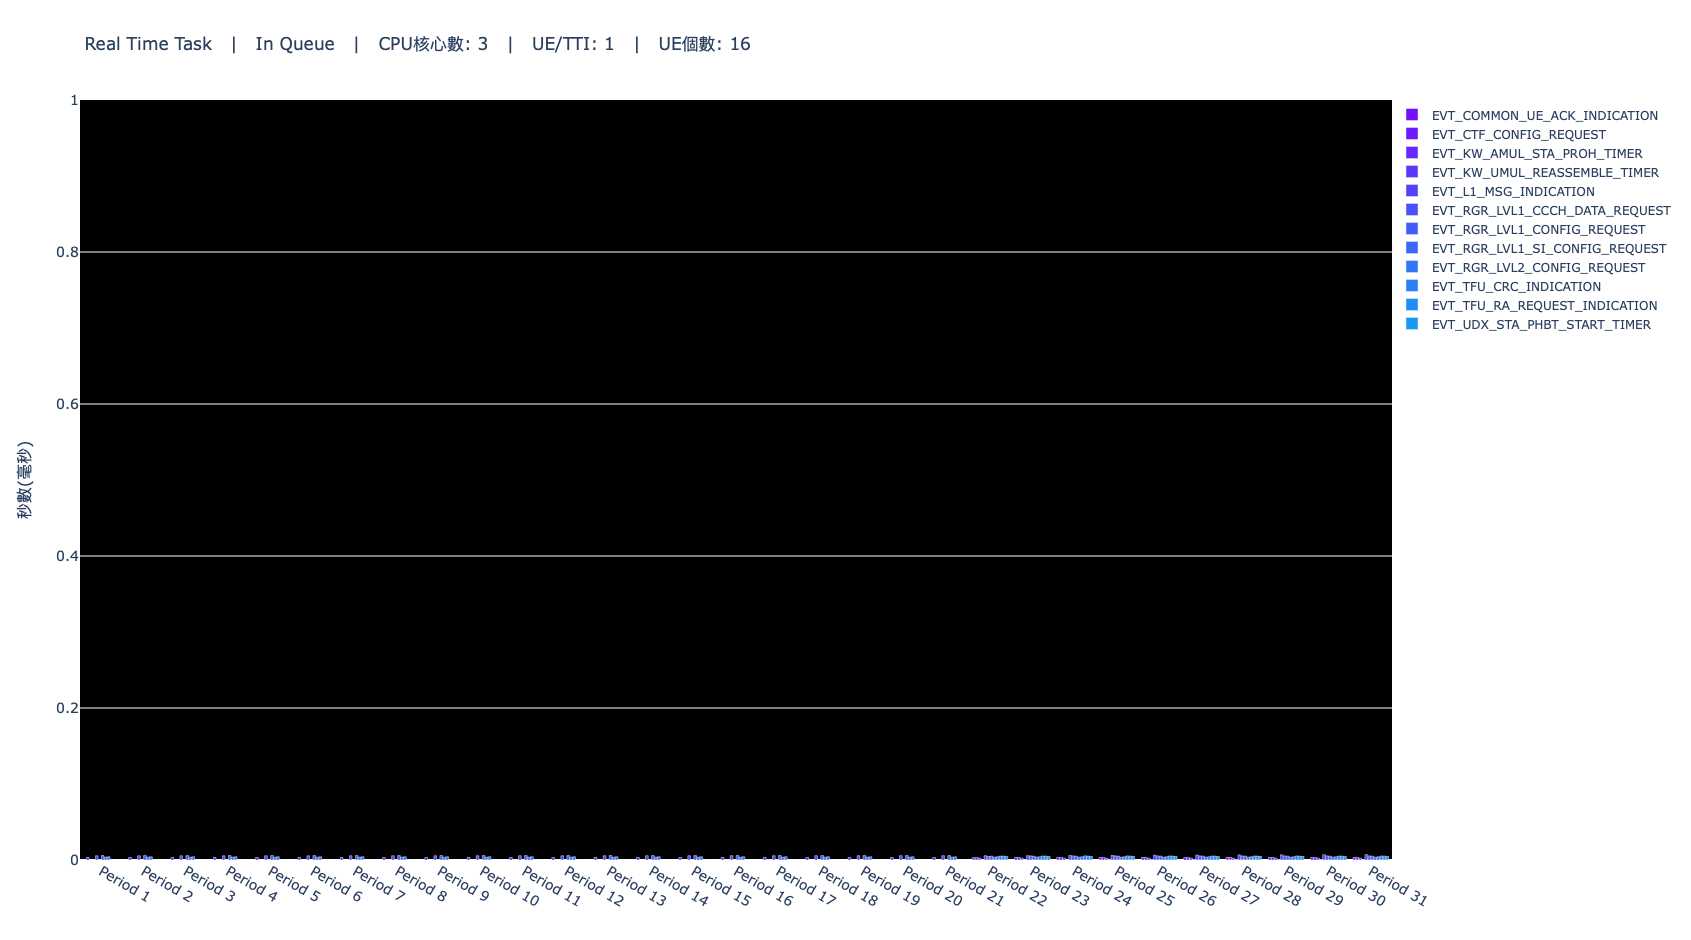 Real Time Task | In Queue | CPU核心數: 3 | UE/TTI: 1 | UE個數: 16
1
0.8
0.6
0.4
0.2
0
秒數(毫秒)
Period 1
Period 2
Period 3
Period 4
Period 5
Period 6
Period 7
Period 8
Period 9
Period 10
Period 11
Period 12
Period 13
Period 14
Period 15
Period 16
Period 17
Period 18
Period 19
Period 20
Period 21
Period 22
Period 23
Period 24
Period 25
Period 26
Period 27
Period 28
Period 29
Period 30
Period 31
EVT_COMMON_UE_ACK_INDICATION
EVT_CTF_CONFIG_REQUEST
EVT_KW_AMUL_STA_PROH_TIMER
EVT_KW_UMUL_REASSEMBLE_TIMER
EVT_L1_MSG_INDICATION
EVT_RGR_LVL1_CCCH_DATA_REQUEST
EVT_RGR_LVL1_CONFIG_REQUEST
EVT_RGR_LVL1_SI_CONFIG_REQUEST
EVT_RGR_LVL2_CONFIG_REQUEST
EVT_TFU_CRC_INDICATION
EVT_TFU_RA_REQUEST_INDICATION
EVT_UDX_STA_PHBT_START_TIMER